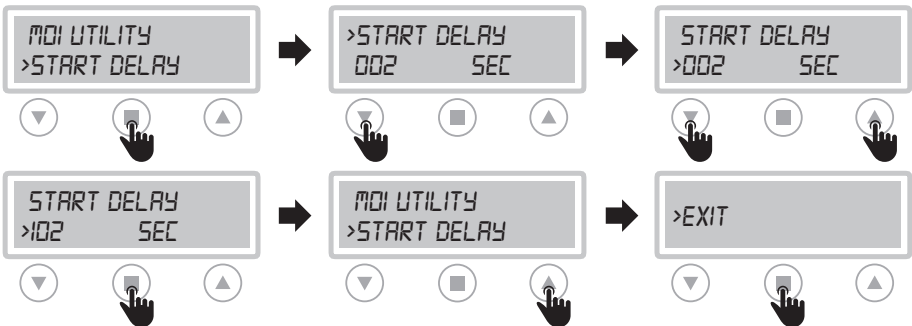 MOI UTILITY
>START DELAY
>START DELAY
002 SEC
START DELAY
>002 SEC
START DELAY
>102 SEC
MOI UTILITY
>START DELAY
>EXIT